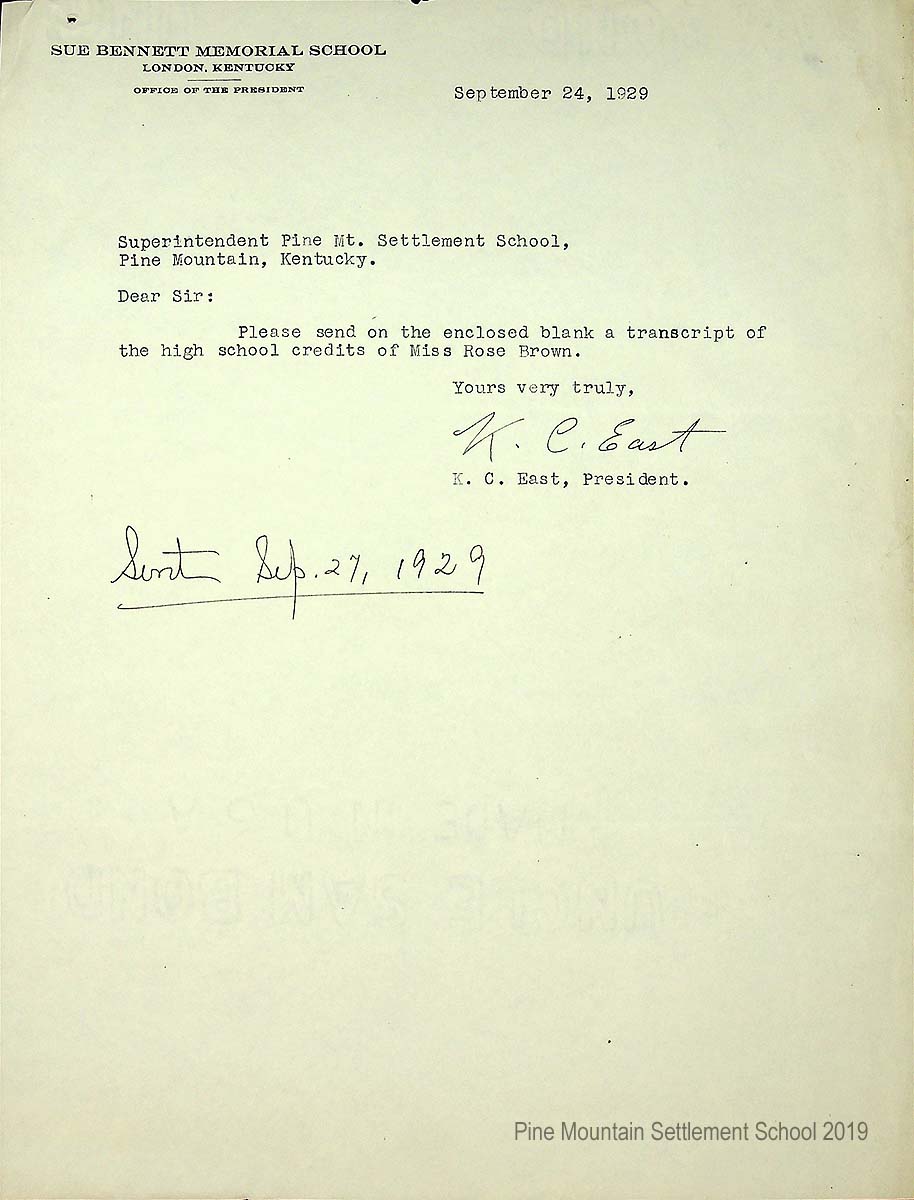 SUE BENNETT MEMORIAL SCHOOL
LONDON, KENTUCKY
OFFICE OF THE PRESIDENT
September 24, 1929
Superintendent Pine Mt. Settlement School,
Pine Mountain, Kentucky.
Dear Sir:
Please send on the enclosed blank a transcript of
the high school credits of Miss Rose Brown.
Yours very truly,
K. C. East
K. C. East, President.
Sent Sep. 27, 1929
Pine Mountain Settlement School 2019